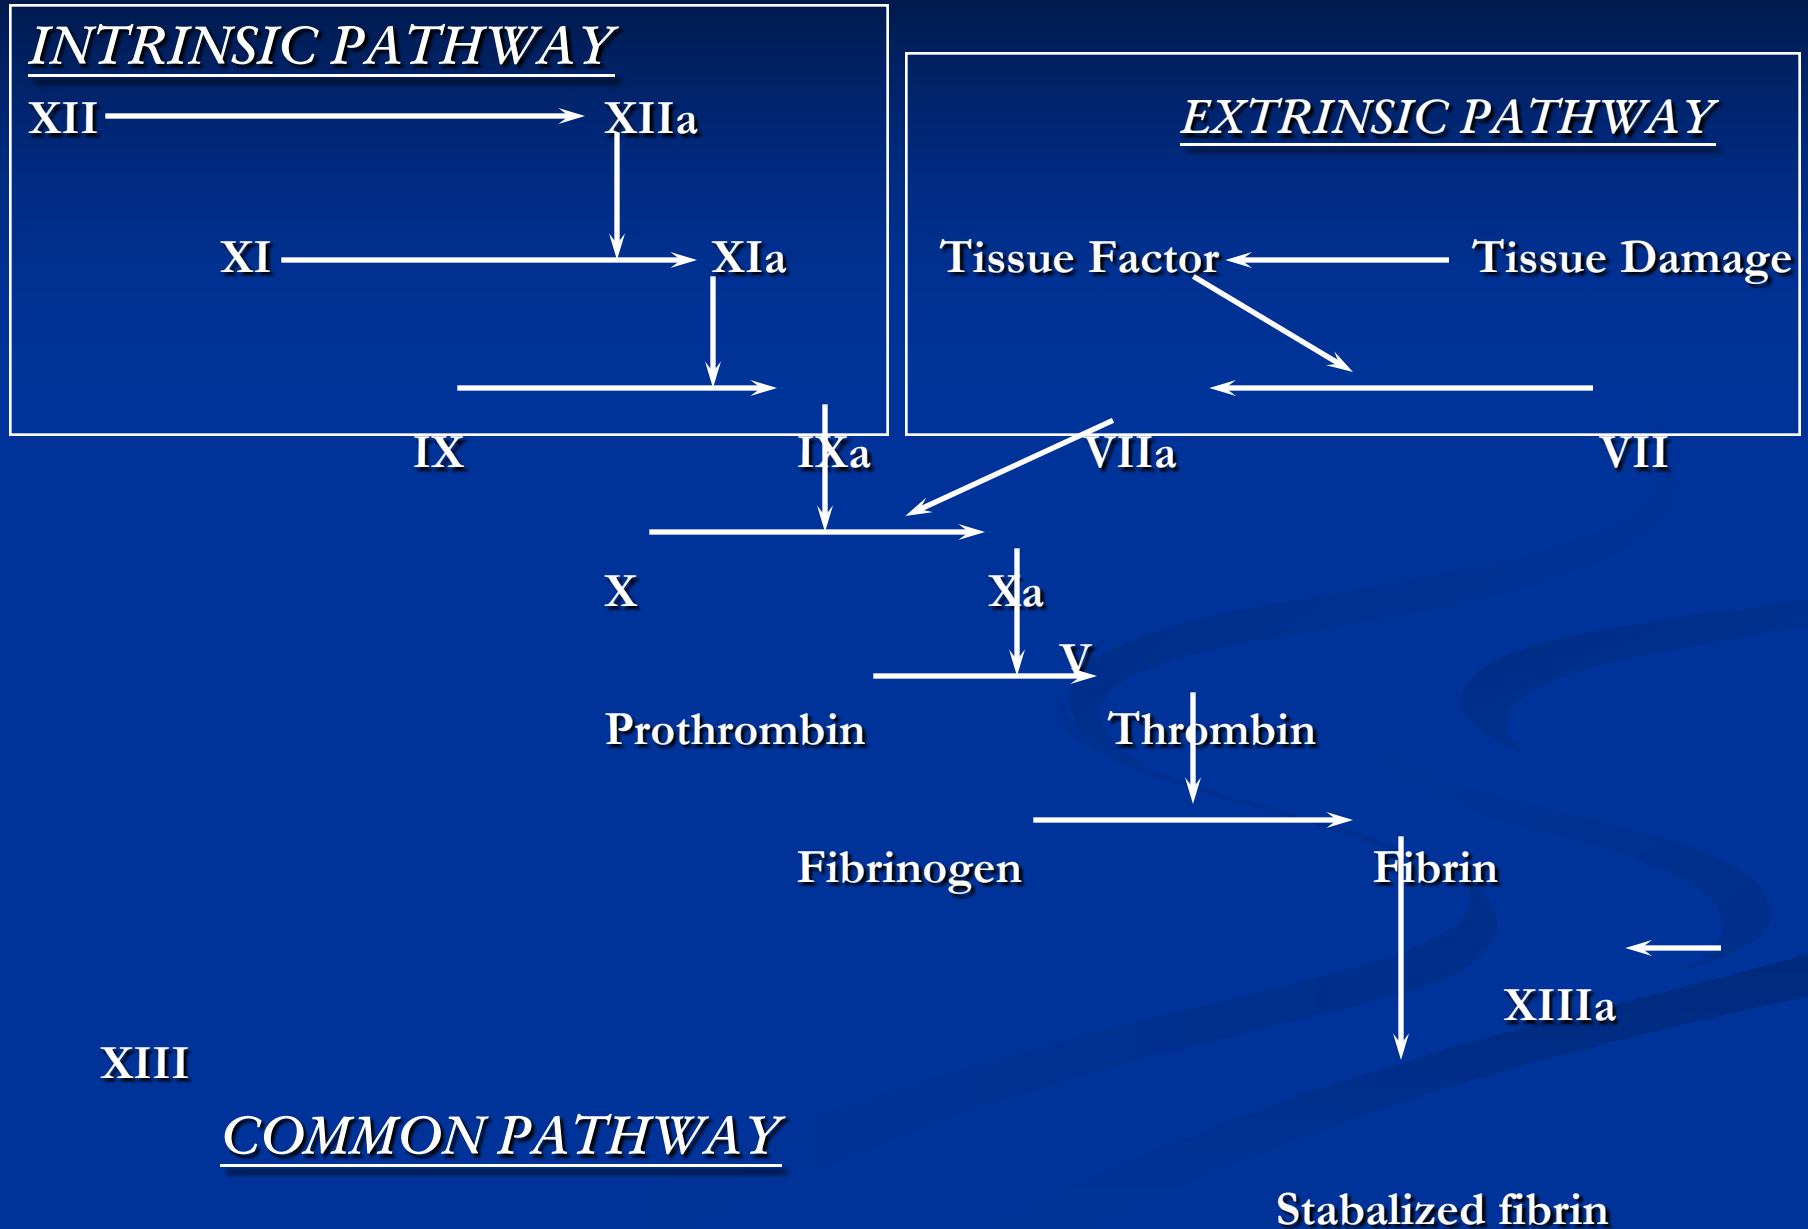 INTRINSIC PATHWAY
XII XIIa
EXTRINSIC PATHWAY
XI XIa Tissue Factor Tissue Damage
IX IXa VIIa VII
X Xa
V
Prothrombin Thrombin
Fibrinogen Fibrin
XIIIa
XIII
COMMON PATHWAY
Stabalized fibrin